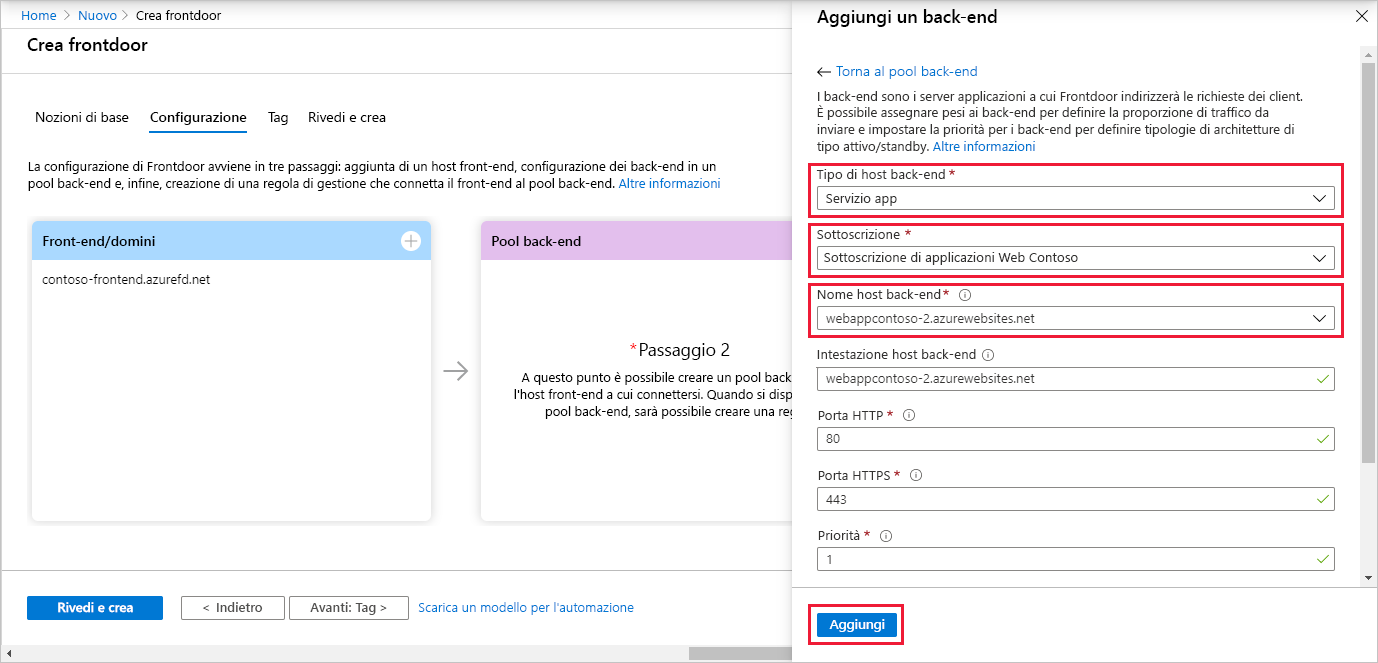 Home > Nuovo > Crea frontdoor
Crea frontdoor
Nozioni di base
Configurazione
Tag
Rivedi e crea
La configurazione di Frontdoor avviene in tre passaggi: aggiunta di un host front-end, configurazione dei back-end in un
pool back-end e, infine, creazione di una regola di gestione che connetta il front-end al pool back-end. Altre informazioni
Front-end/domini
contoso-frontend.azurefd.net
Pool back-end
*Passaggio 2
A questo punto è possibile creare un pool back
l'host front-end a cui connettersi. Quando si disp
pool back-end, sarà possibile creare una reg
Rivedi e crea
< Indietro
Avanti: Tag >
Scarica un modello per l'automazione
Aggiungi un back-end
Torna al pool back-end
I back-end sono i server applicazioni a cui Frontdoor indirizzerà le richieste dei client.
È possibile assegnare pesi ai back-end per definire la proporzione di traffico da
inviare e impostare la priorità per i back-end per definire tipologie di architetture di
tipo attivo/standby. Altre informazioni
Tipo di host back-end *
Servizio app
Sottoscrizione *
Sottoscrizione di applicazioni Web Contoso
Nome host back-end*
webappcontoso-2.azurewebsites.net
Intestazione host back-end
webappcontoso-2.azurewebsites.net
Porta HTTP *
80
Porta HTTPS *
443
Priorità *
1
Aggiungi